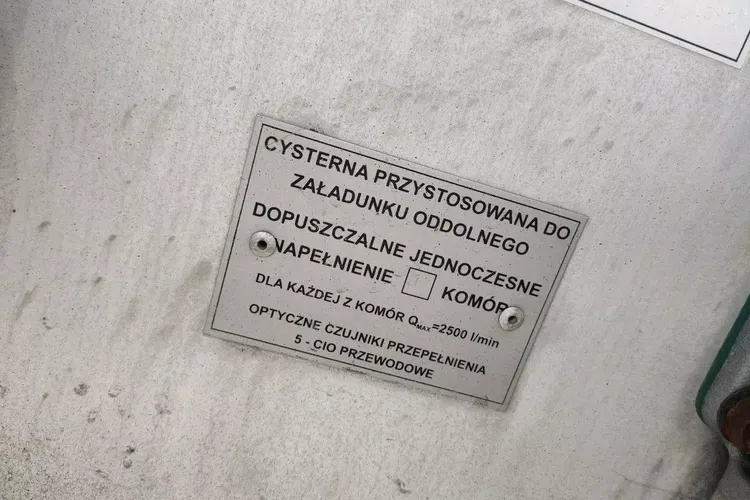 CYSTERNA PRZYSTOSOWANA DO
ZAŁADUNKU ODDOLNEGO
DOPUSZCZALNE JEDNOCZESNE
NAPEŁNIENIE KOMÓR
DLA KAŻDEJ Z KOMÓR QMAX=2500 l/min
OPTYCZNE CZUJNIKI PRZEPEŁNIENIA
5 - CIO PRZEWODOWE